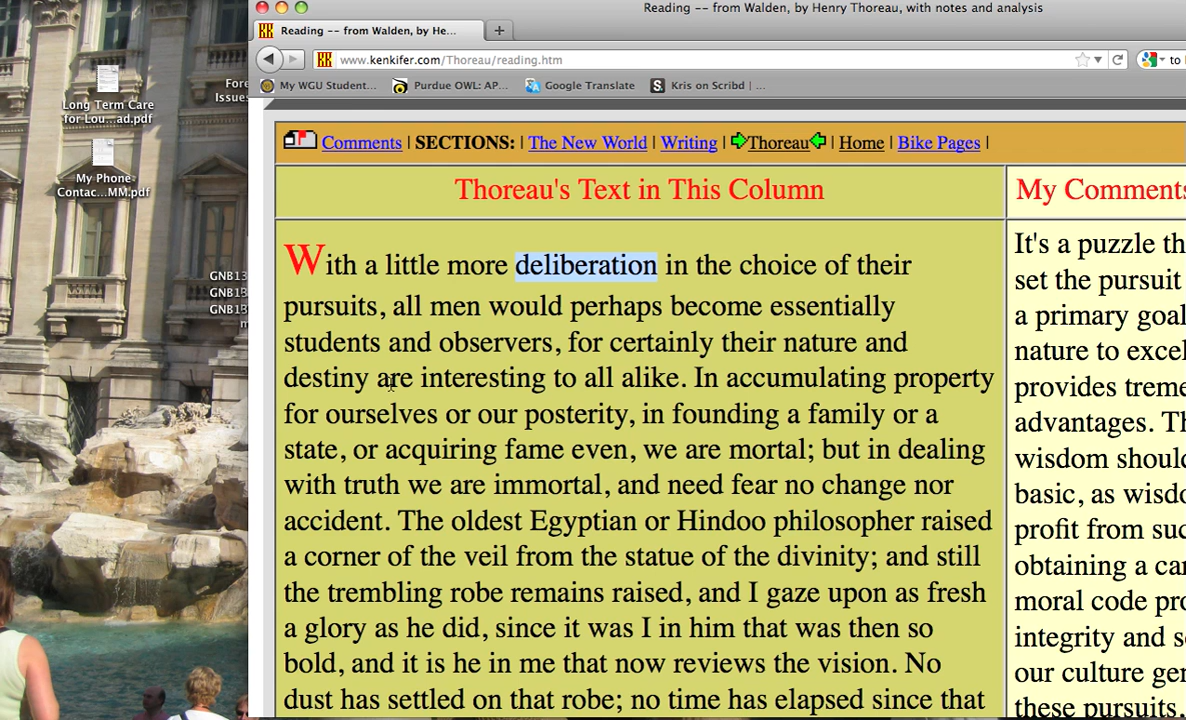 Reading -- from Walden, by Henry Thoreau, with notes and analysis
Reading -- from Walden, by He...
www.kenkifer.com/Thoreau/reading.htm
to
My WGU Student...
Purdue OWL: AP...
Google Translate
Kris on Scribd | ...
Long Term Care
for Lou...ad.pdf
My Phone
Contac...MM.pdf
Fore
Issues
GNB13
GNB1
GNB1
m
Comments | SECTIONS: | The New World | Writing | Thoreau | Home | Bike Pages |
Thoreau's Text in This Column
With a little more deliberation in the choice of their
pursuits, all men would perhaps become essentially
students and observers, for certainly their nature and
destiny are interesting to all alike. In accumulating property
for ourselves or our posterity, in founding a family or a
state, or acquiring fame even, we are mortal; but in dealing
with truth we are immortal, and need fear no change nor
accident. The oldest Egyptian or Hindoo philosopher raised
a corner of the veil from the statue of the divinity; and still
the trembling robe remains raised, and I gaze upon as fresh
a glory as he did, since it was I in him that was then so
bold, and it is he in me that now reviews the vision. No
dust has settled on that robe; no time has elapsed since that
My Comments
It's a puzzle th
set the pursuit
a primary goal
nature to excel
provides treme
advantages. Th
wisdom should
basic, as wisdo
profit from suc
obtaining a car
moral code pro
integrity and s
our culture gen
these pursuits.